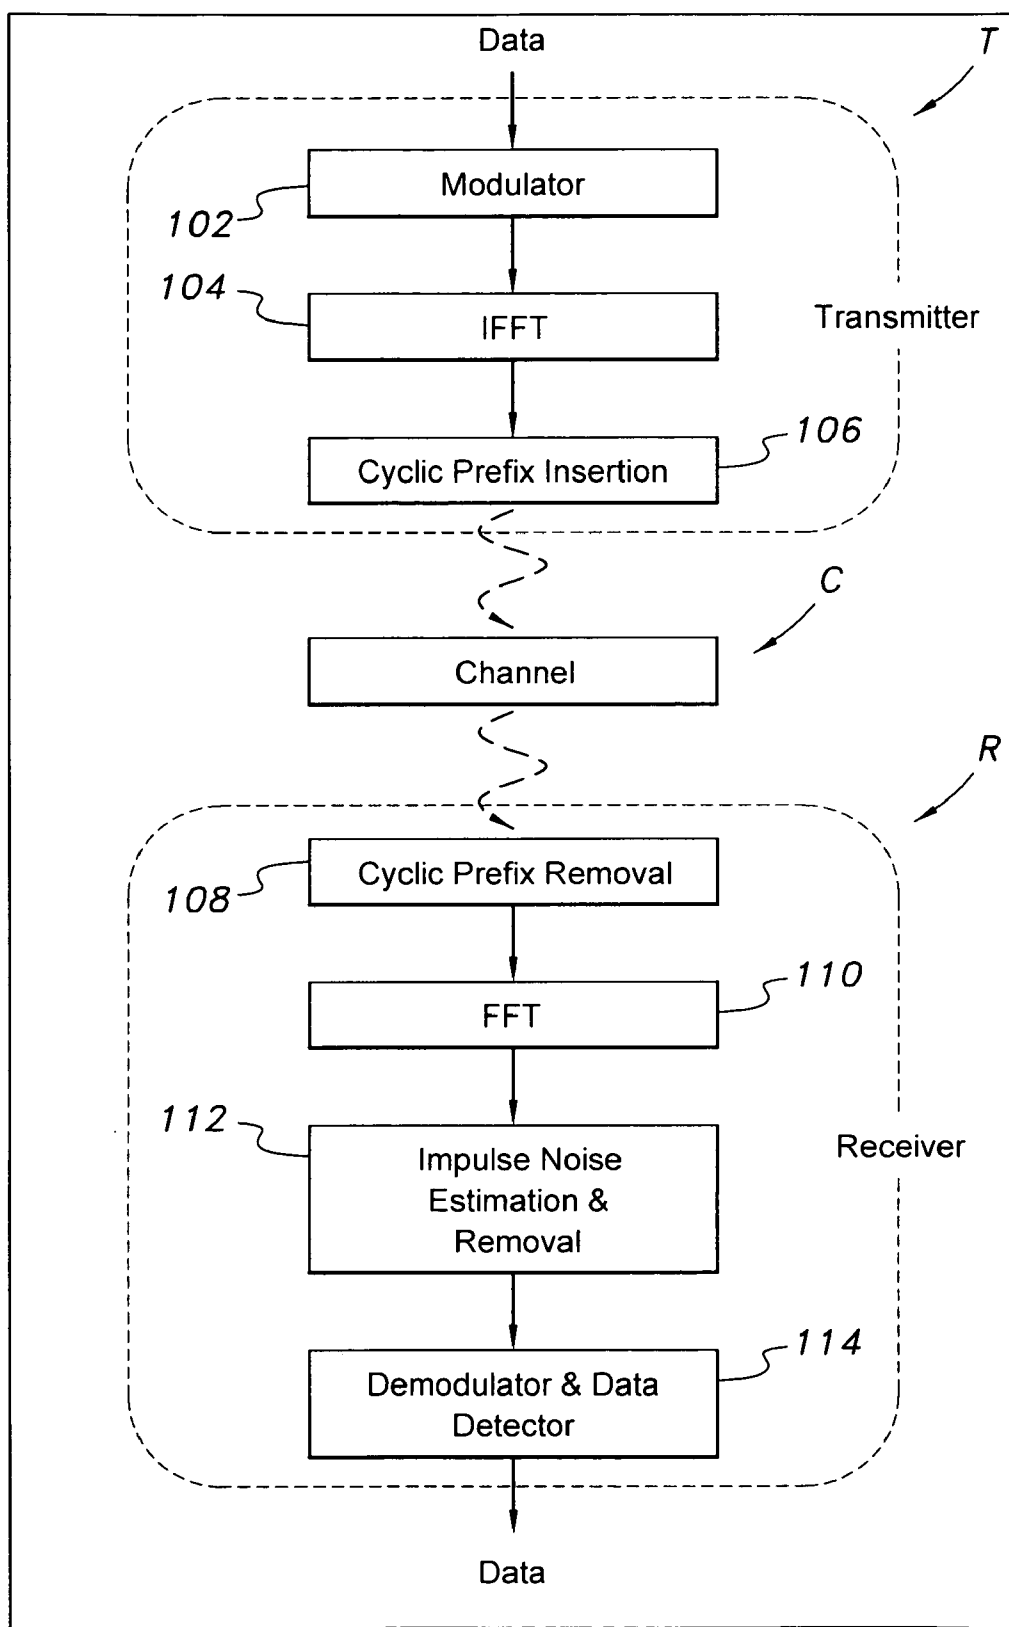 Data
T
Modulator
102
104
IFFT
Transmitter
106
Cyclic Prefix Insertion
C
Channel
R
Cyclic Prefix Removal
108
110
FFT
112
Impulse Noise
Estimation &
Removal
Receiver
114
Demodulator & Data
Detector
Data